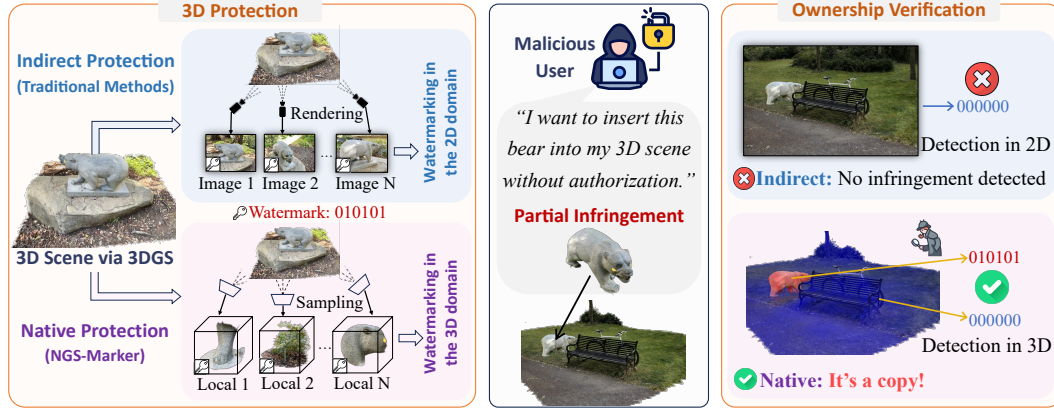 3D Protection
Indirect Protection
(Traditional Methods)
Rendering
Image 1
Image 2
...
Image N
Watermarking in
the 2D domain
Watermark: 010101
3D Scene via 3DGS
Native Protection
(NGS-Marker)
Sampling
Local 1
Local 2
...
Local N
Watermarking in
the 3D domain
Malicious
User
“I want to insert this
bear into my 3D scene
without authorization.”
Partial Infringement
Ownership Verification
000000
Detection in 2D
Indirect: No infringement detected
010101
000000
Detection in 3D
Native: It's a copy!